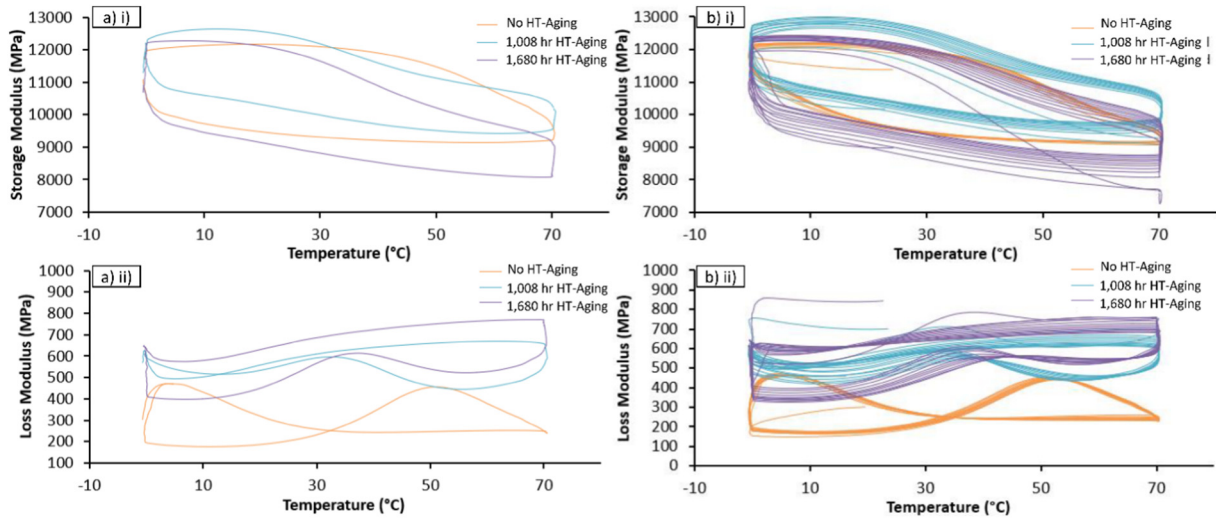 a) i)
Storage Modulus (MPa)
13000
12000
11000
10000
9000
8000
7000
-10
10
30
50
70
Temperature (°C)
No HT-Aging
1,008 hr HT-Aging
1,680 hr HT-Aging
b) i)
Storage Modulus (MPa)
13000
12000
11000
10000
9000
8000
7000
-10
10
30
50
70
Temperature (°C)
No HT-Aging
1,008 hr HT-Aging
1,680 hr HT-Aging
a) ii)
Loss Modulus (MPa)
1000
900
800
700
600
500
400
300
200
100
-10
10
30
50
70
Temperature (°C)
No HT-Aging
1,008 hr HT-Aging
1,680 hr HT-Aging
b) ii)
Loss Modulus (MPa)
1000
900
800
700
600
500
400
300
200
100
0
-10
10
30
50
70
Temperature (°C)
No HT-Aging
1,008 hr HT-Aging
1,680 hr HT-Aging